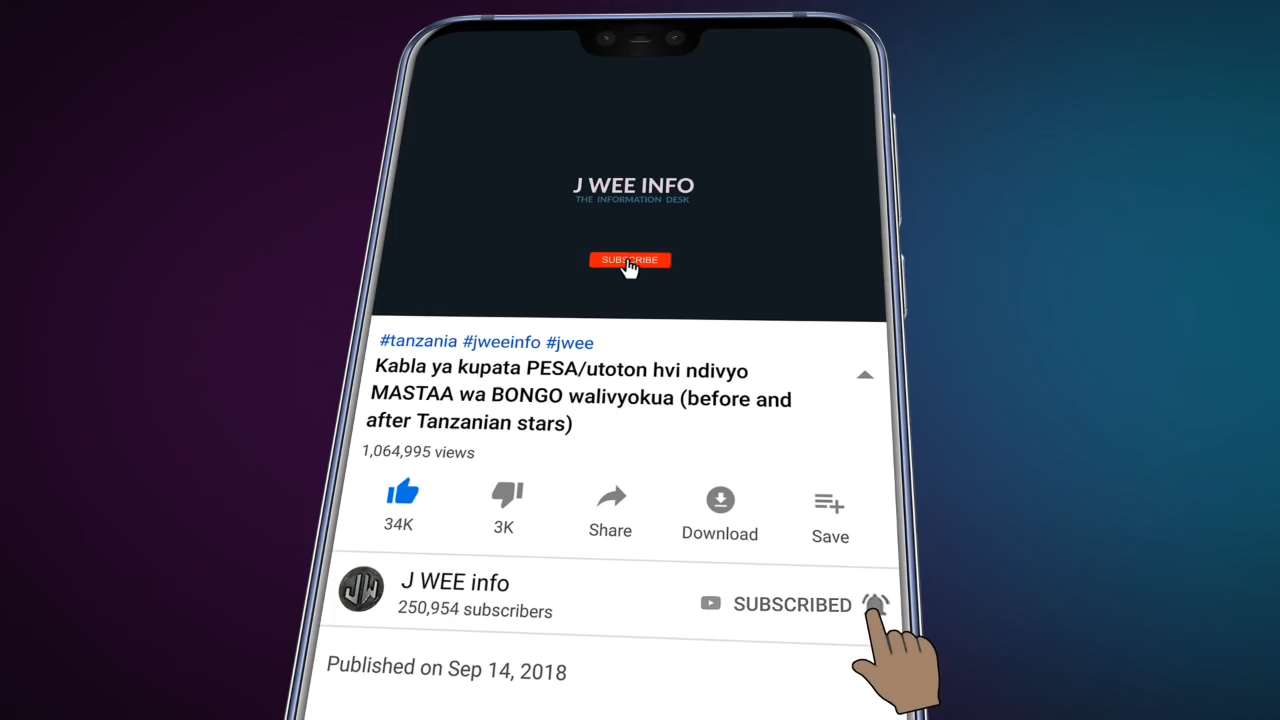 J WEE INFO
THE INFORMATION DESK
SUBSCRIBE
#tanzania #jweeinfo #jwee
Kabla ya kupata PESA/utoton hvi ndivyo
MASTAA wa BONGO walivyokua (before and
after Tanzanian stars)
1,064,995 views
34K
3K
Share
Download
Save
JW
J WEE info
250,954 subscribers
SUBSCRIBED
Published on Sep 14, 2018